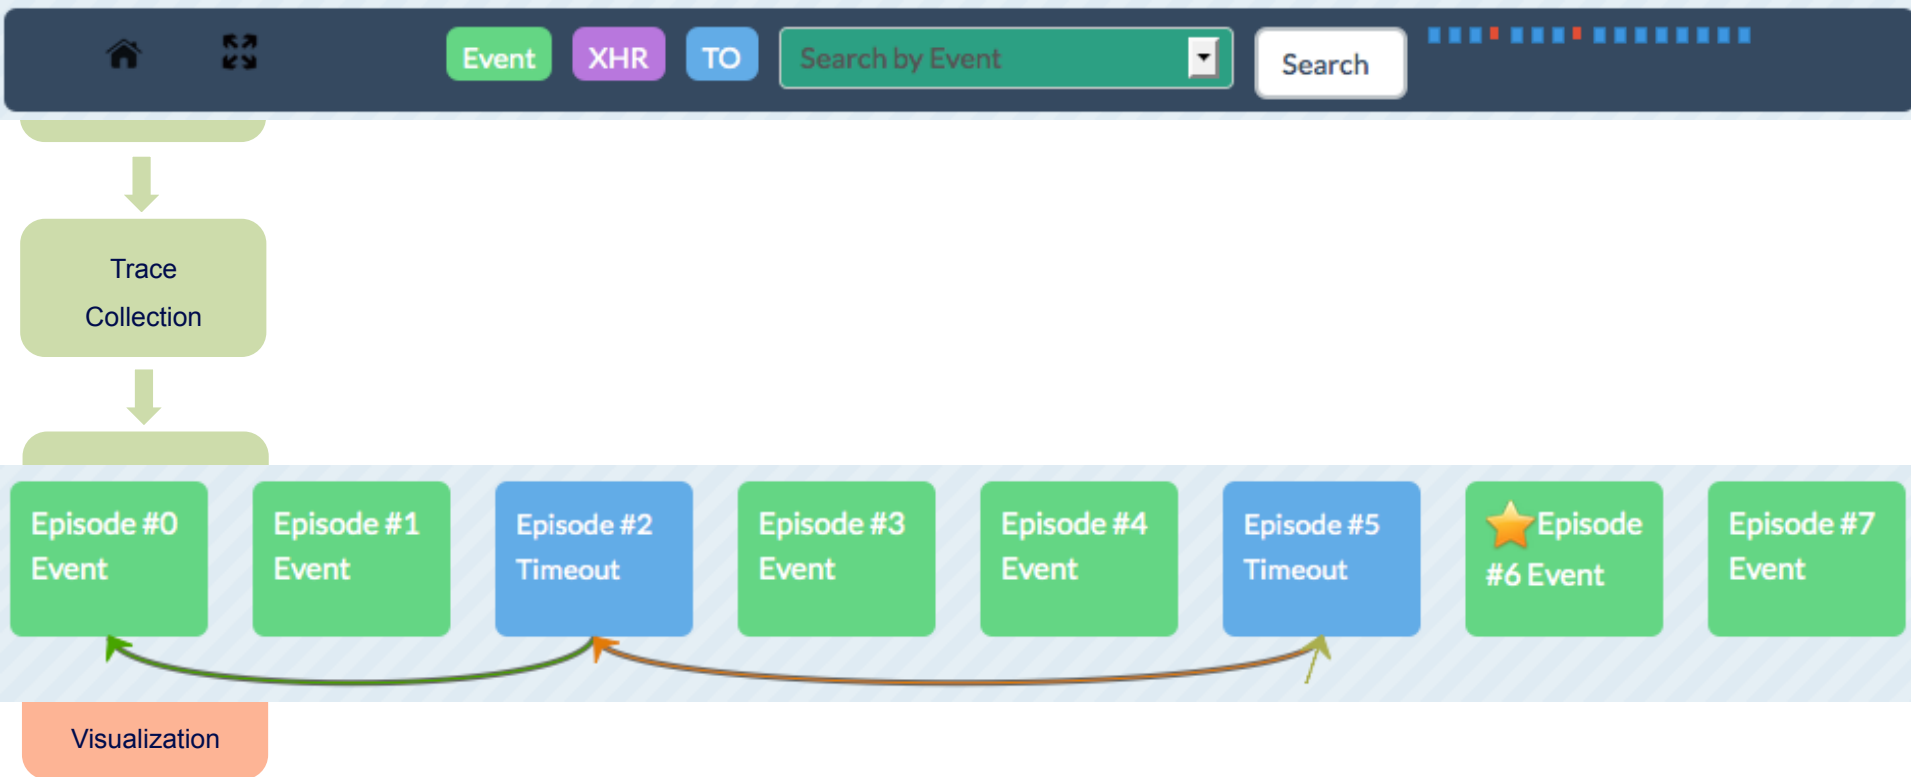 Event XHR TO Search by Event Search
Trace
Collection
Episode #0
Event
Episode #1
Event
Episode #2
Timeout
Episode #3
Event
Episode #4
Event
Episode #5
Timeout
Episode
#6 Event
Episode #7
Event
Visualization